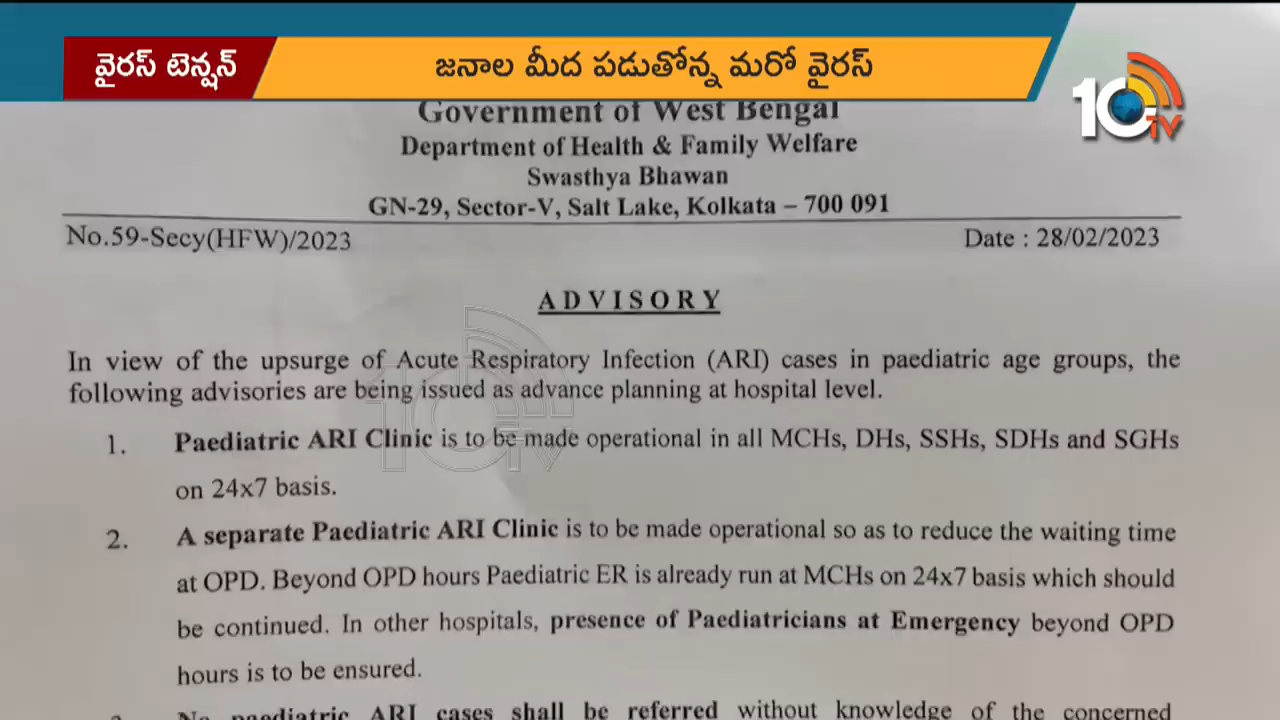 వైరస్ టెన్షన్
జనాల మీద పడుతోన్న మరో వైరస్
10TV
Government of West Bengal
Department of Health & Family Welfare
Swasthya Bhawan
GN-29, Sector-V, Salt Lake, Kolkata – 700 091
No.59-Secy(HFW)/2023
Date : 28/02/2023
ADVISORY
In view of the upsurge of Acute Respiratory Infection (ARI) cases in paediatric age groups, the
following advisories are being issued as advance planning at hospital level.
1. Paediatric ARI Clinic is to be made operational in all MCHs, DHs, SSHs, SDHs and SGHs
on 24x7 basis.
2. A separate Paediatric ARI Clinic is to be made operational so as to reduce the waiting time
at OPD. Beyond OPD hours Paediatric ER is already run at MCHs on 24x7 basis which should
be continued. In other hospitals, presence of Paediatricians at Emergency beyond OPD
hours is to be ensured.
No paediatric ARI cases shall be referred without knowledge of the concerned
10TV